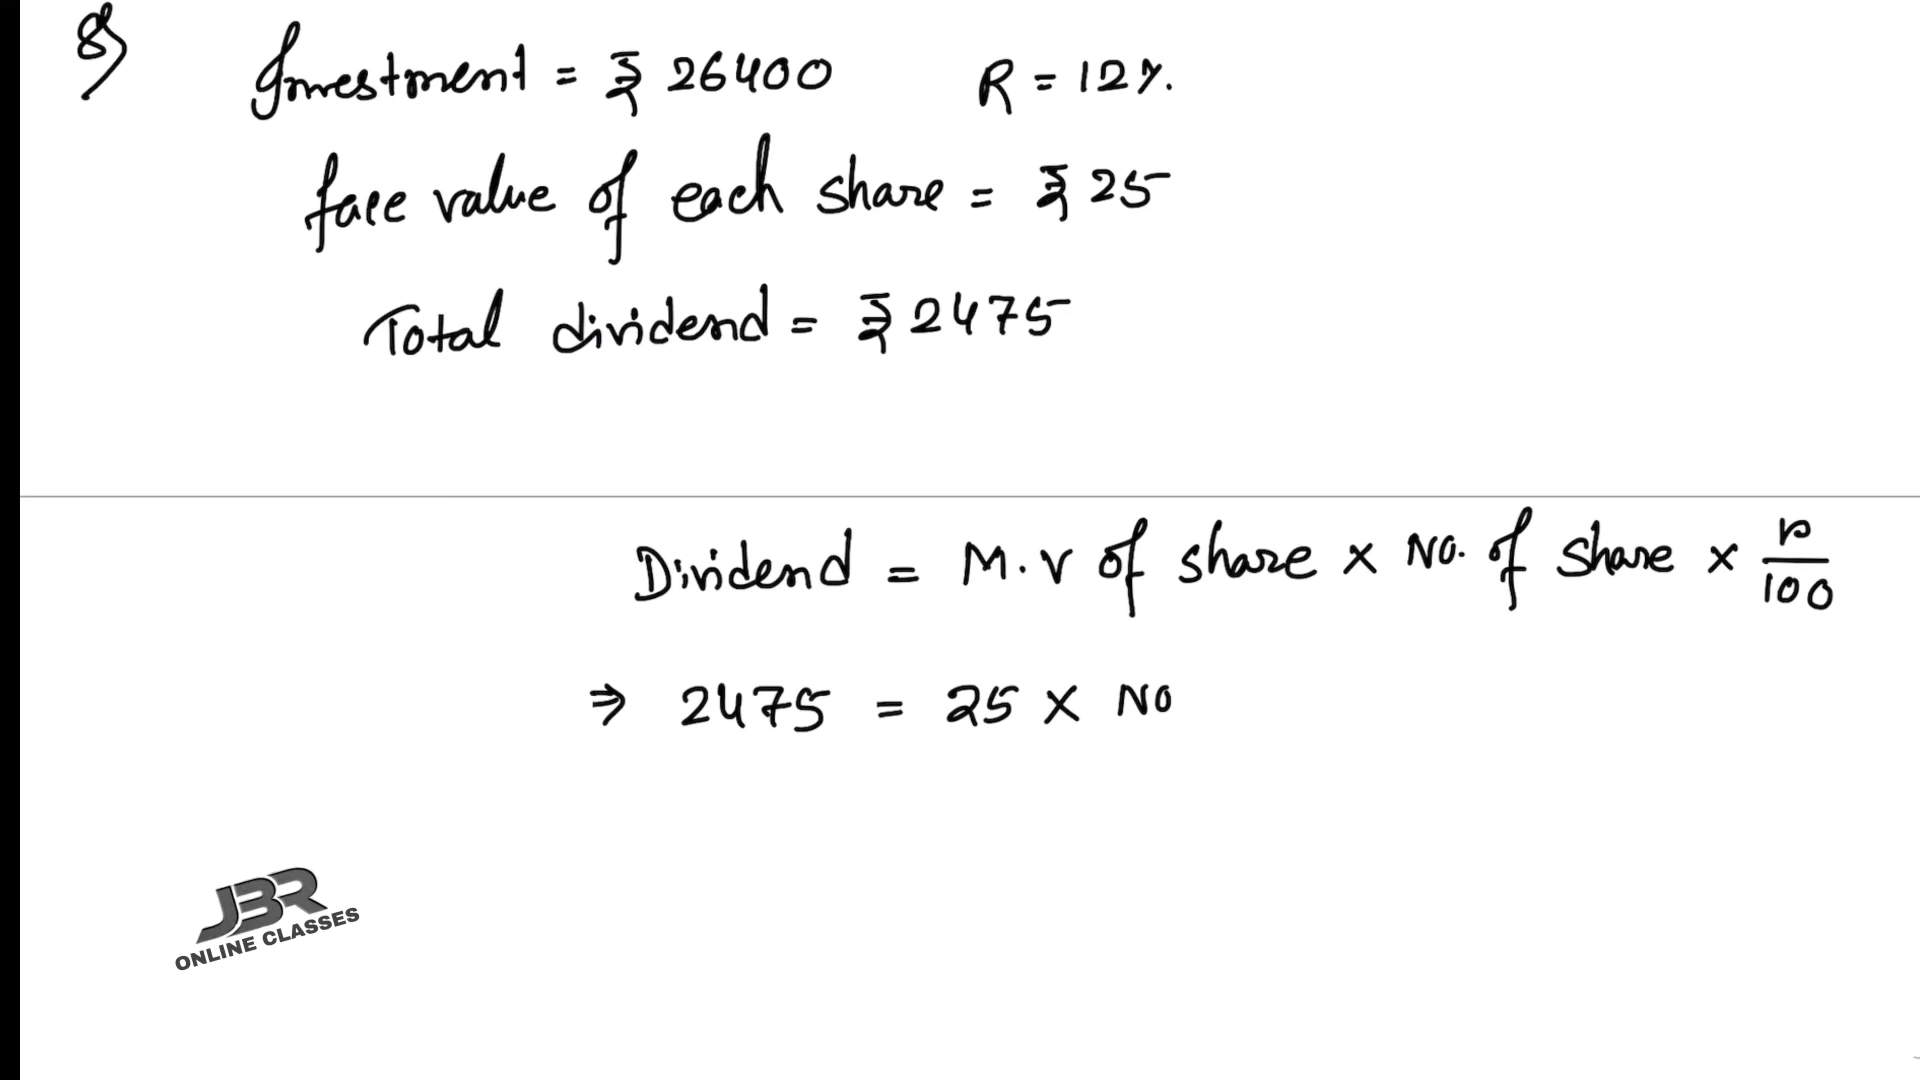 8) Investment = ₹ 26400 R = 12%.
face value of each share = ₹ 25
Total dividend = ₹ 2475
Dividend = M.V of share × No. of share × r/100
⇒ 2475 = 25 × No
JBR
ONLINE CLASSES